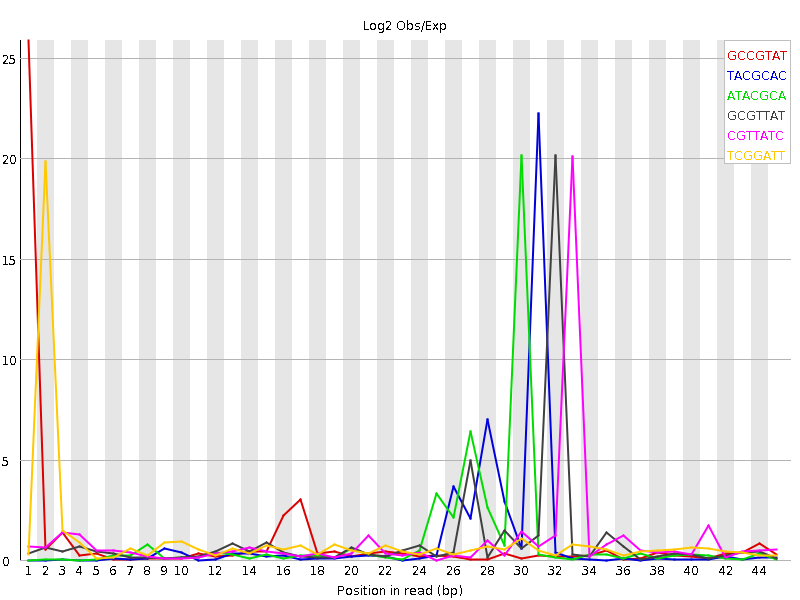 Log2 Obs/Exp
GCCGTAT
TACGCAC
ATACGCA
GCGTTAT
CGTTATC
TCGGATT
25
20
15
10
5
0
1 2 3 4 5 6 7 8 9 10 12 14 16 18 20 22 24 26 28 30 32 34 36 38 40 42 44
Position in read (bp)